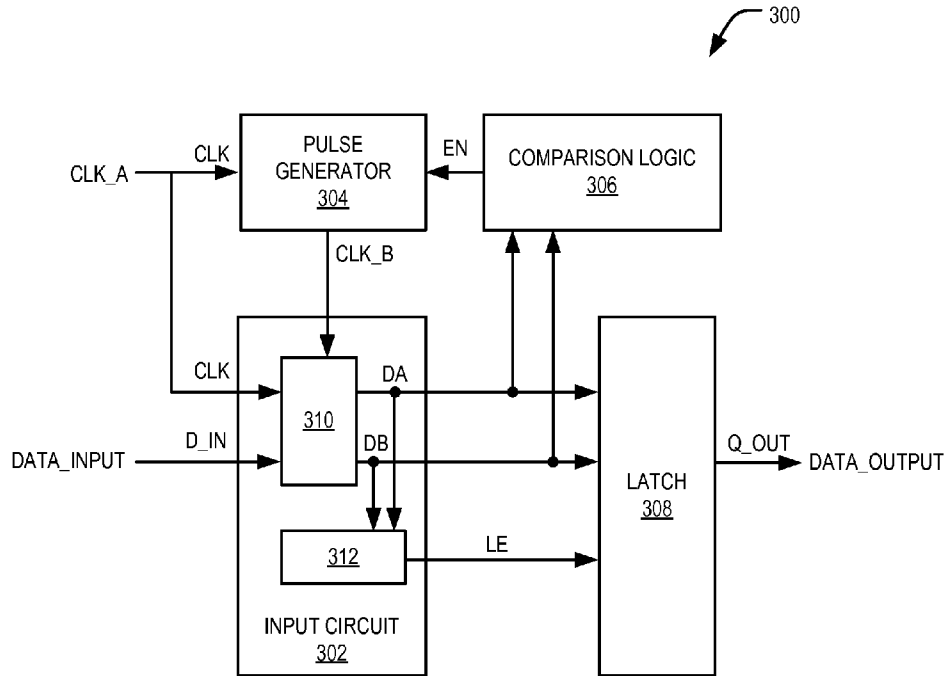 300
PULSE
GENERATOR
304
COMPARISON LOGIC
306
CLK_A
CLK
EN
CLK_B
CLK
DA
310
D_IN
DB
DATA_INPUT
Q_OUT
DATA_OUTPUT
LATCH
308
312
LE
INPUT CIRCUIT
302